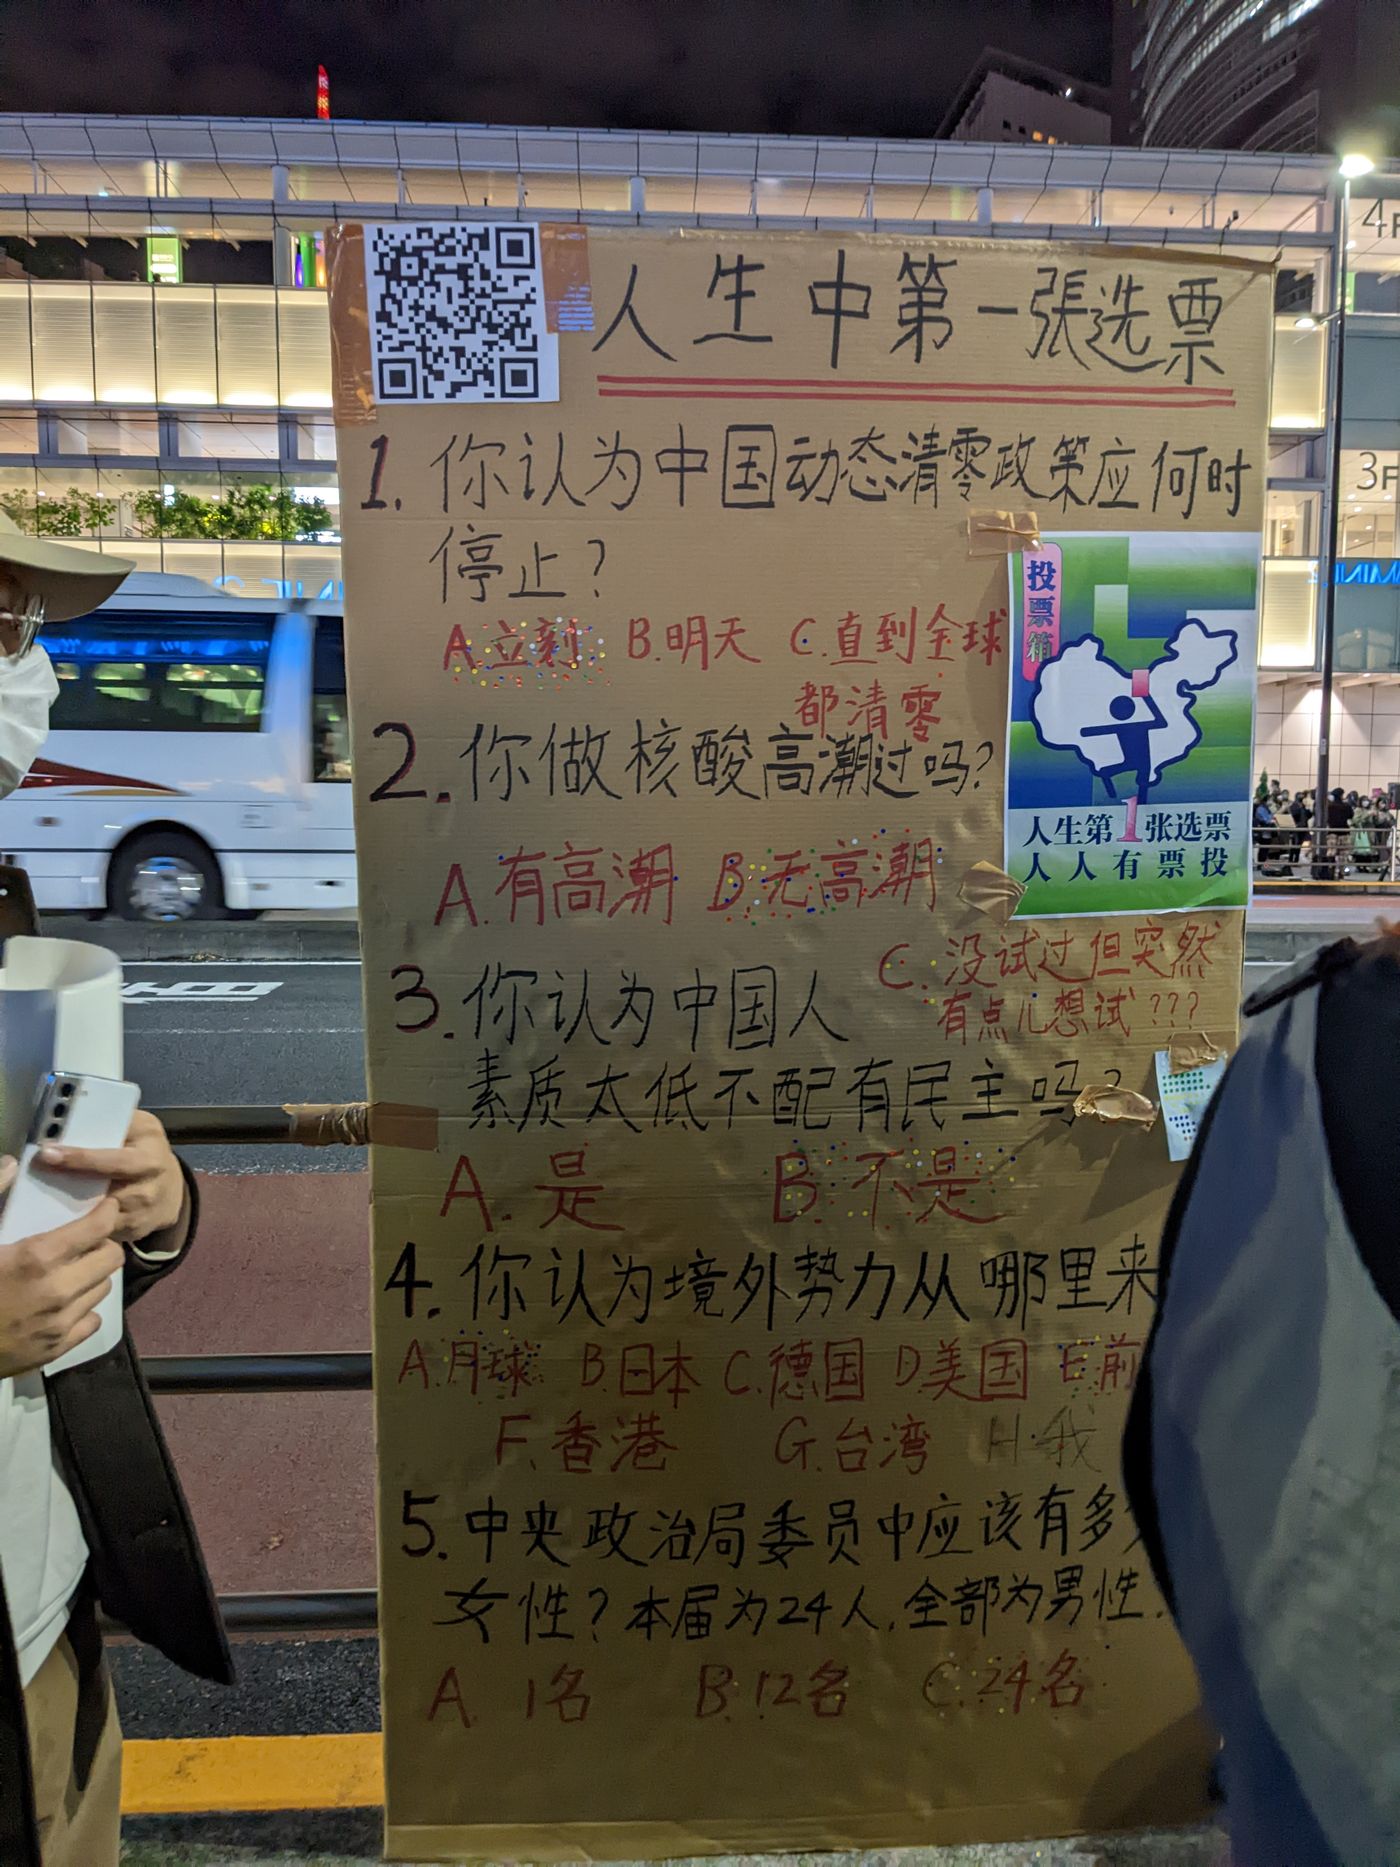 人生中第一張选票
1. 你认为中国动态清零政策应何时
停止？
A.立刻 B.明天 C.直到全球
都清零
2. 你做核酸高潮过吗？
A.有高潮 B.无高潮
C.没试过但突然
有点儿想试???
3. 你认为中国人
素质太低不配有民主吗？
A.是 B.不是
4. 你认为境外势力从哪里来
A.月球 B.日本 C.德国 D.美国 E.前
F.香港 G.台湾 H.我
5. 中央政治局委员中应该有多
女性？本届为24人，全部为男性.
A. 1名 B.12名 C.24名
投票箱
人生第1张选票
人人有票投
3F